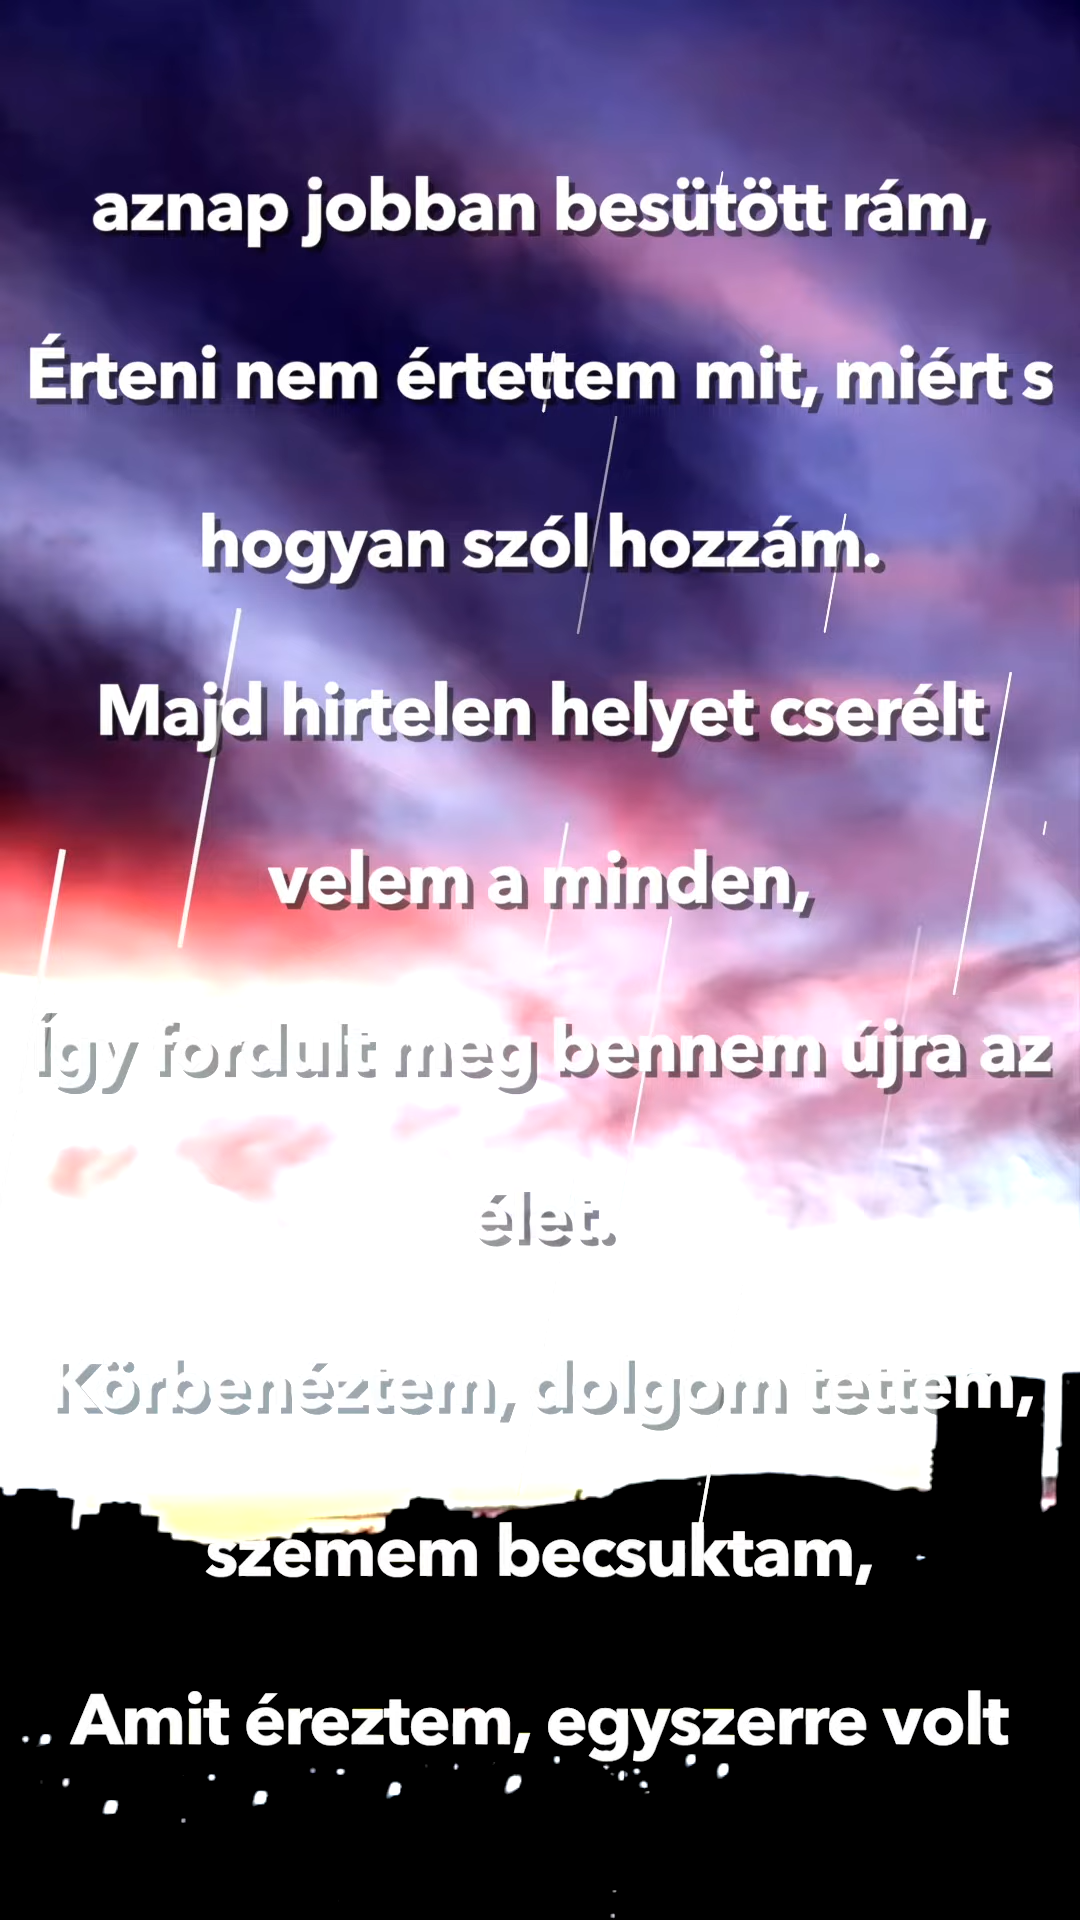 aznap jobban besütött rám,
Érteni nem értettem mit, miért s
hogyan szól hozzám.
Majd hirtelen helyet cserélt
velem a minden,
Így fordult meg bennem újra az
élet.
Körbenéztem, dolgom tettem,
szemem becsuktam,
Amit éreztem, egyszerre volt